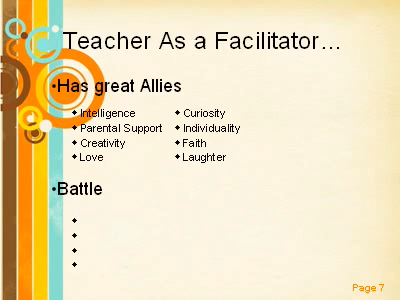 Teacher As a Facilitator…
•Has great Allies
◆Intelligence ◆Curiosity
◆Parental Support ◆Individuality
◆Creativity ◆Faith
◆Love ◆Laughter
•Battle
◆
◆
◆
◆
Page 7